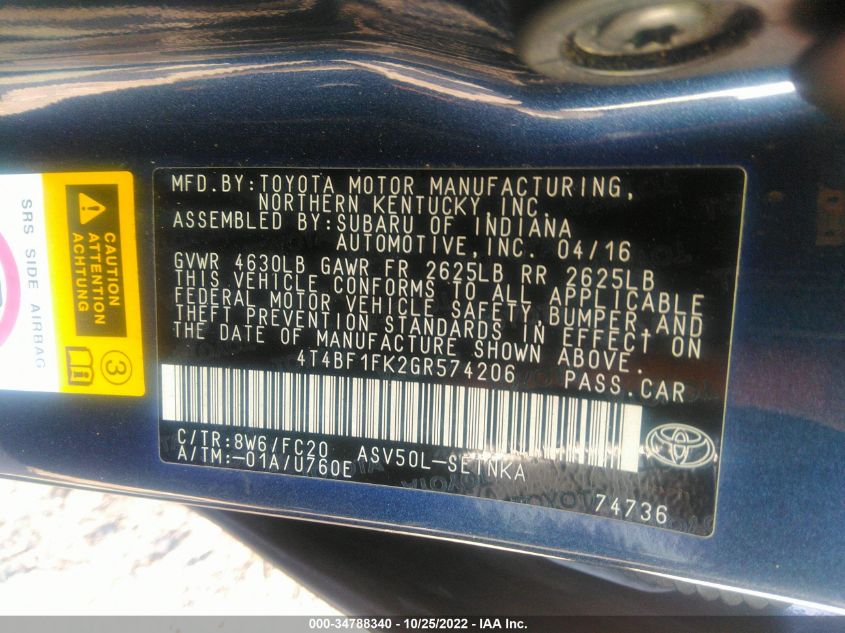 MFD.BY:TOYOTA MOTOR MANUFACTURING,
NORTHERN KENTUCKY INC.
ASSEMBLED BY:SUBARU OF INDIANA
AUTOMOTIVE,INC. 04/16
GVWR 4630LB GAWR FR 2625LB RR 2625LB
THIS VEHICLE CONFORMS TO ALL APPLICABLE
FEDERAL MOTOR VEHICLE SAFETY,BUMPER,AND
THEFT PREVENTION STANDARDS IN EFFECT ON
THE DATE OF MANUFACTURE SHOWN ABOVE.
4T4BF1FK2GR574206 PASS.CAR
C/TR:8W6/FC20 ASV50L-SETNKA
A/TM:-01A/U760E
74736
SRS SIDE AIRBAG
CAUTION
ATTENTION
ACHTUNG
3
000-34788340 - 10/25/2022 - IAA Inc.